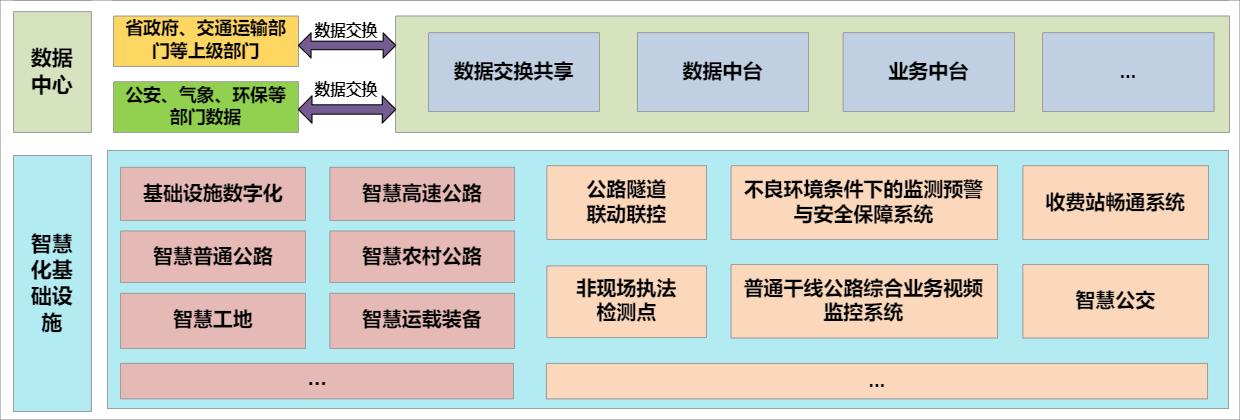 数据
中心
省政府、交通运输部
门等上级部门
数据交换
公安、气象、环保等
部门数据
数据交换
数据交换共享
数据中台
业务中台
...
智慧
化基
础设
施
基础设施数字化
智慧高速公路
智慧普通公路
智慧农村公路
智慧工地
智慧运载装备
...
公路隧道
联动联控
不良环境条件下的监测预警
与安全保障系统
收费站畅通系统
非现场执法
检测点
普通干线公路综合业务视频
监控系统
智慧公交
...